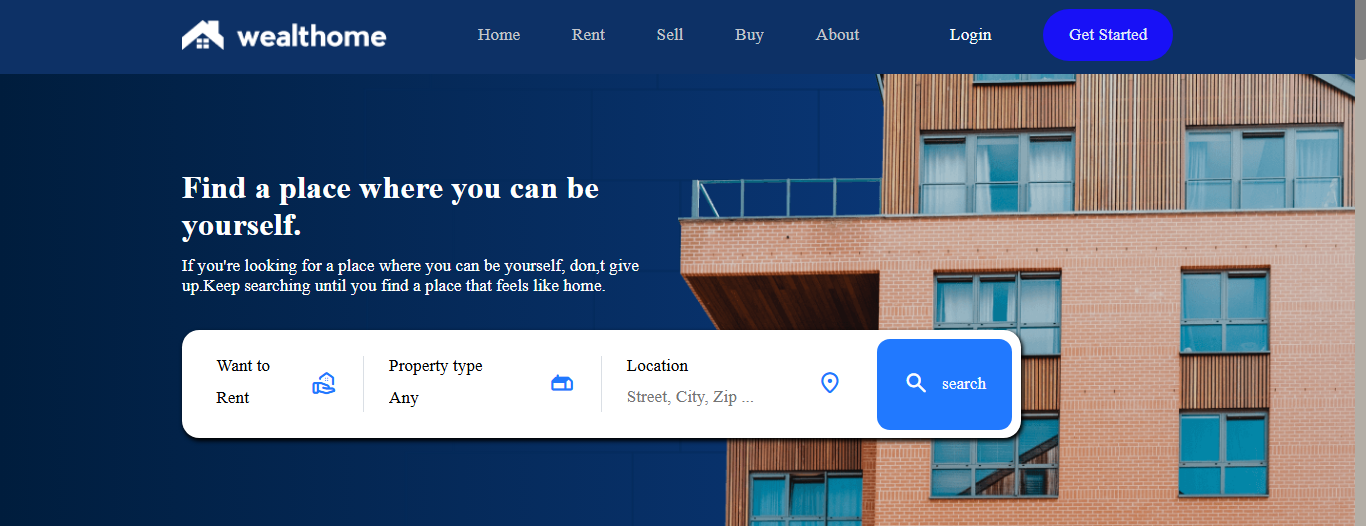 wealthome
Home Rent Sell Buy About Login Get Started
Find a place where you can be
yourself.
If you're looking for a place where you can be yourself, don,t give
up.Keep searching until you find a place that feels like home.
Want to Property type Location
Rent Any Street, City, Zip ...
search